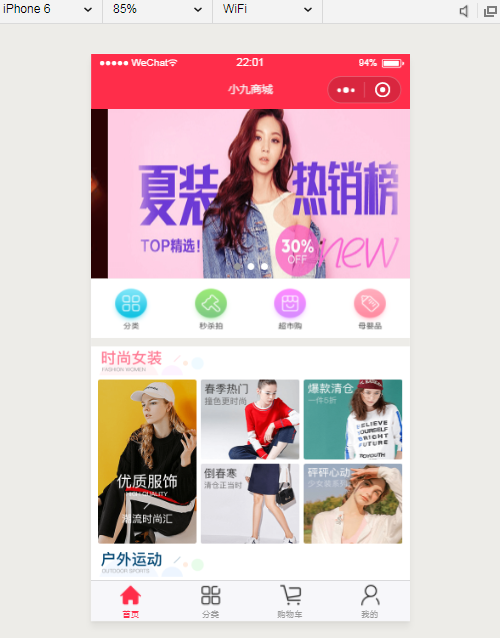 iPhone 6 85% WiFi
WeChat 22:01 94%
小九商城
夏装 热销榜
TOP精选!
30%
OFF
new
分类 秒杀拍 超市购 母婴品
时尚女装
FASHION WOMEN
优质服饰
HIGH QUALITY
潮流时尚汇
春季热门
撞色更时尚
爆款清仓
一件5折
BELIEVE
YOURSELF
BRIGHT
FUTURE
倒春寒
清仓正当时
砰砰心动
少女装系列
户外运动
OUTDOOR SPORTS
首页 分类 购物车 我的